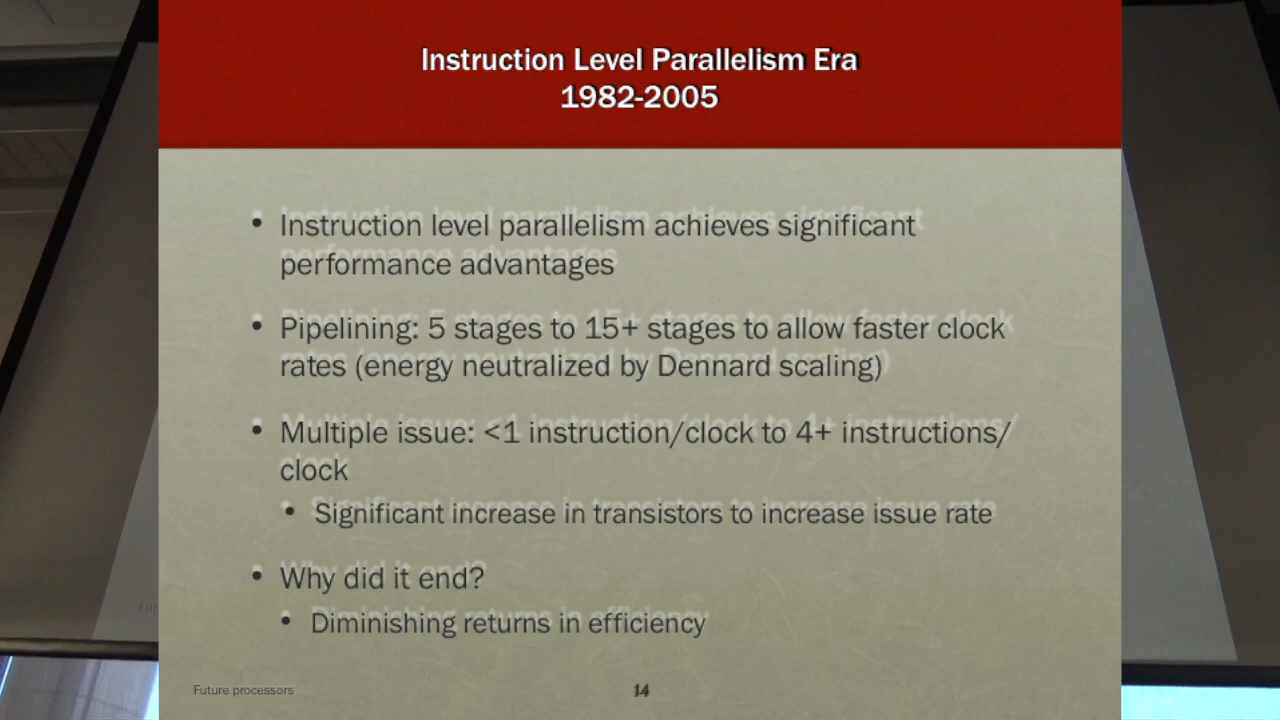 Instruction Level Parallelism Era
1982-2005
• Instruction level parallelism achieves significant
performance advantages
• Pipelining: 5 stages to 15+ stages to allow faster clock
rates (energy neutralized by Dennard scaling)
• Multiple issue: <1 instruction/clock to 4+ instructions/
clock
• Significant increase in transistors to increase issue rate
• Why did it end?
• Diminishing returns in efficiency
Future processors
14